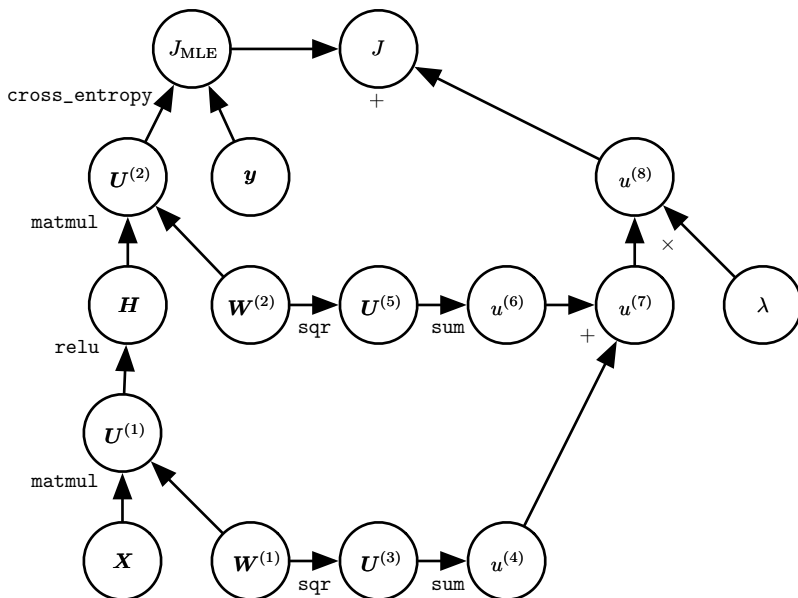 J_MLE J
cross_entropy +
U^(2) y u^(8)
matmul ×
H W^(2) U^(5) u^(6) u^(7) λ
relu sqr sum +
U^(1)
matmul
X W^(1) U^(3) u^(4)
sqr sum